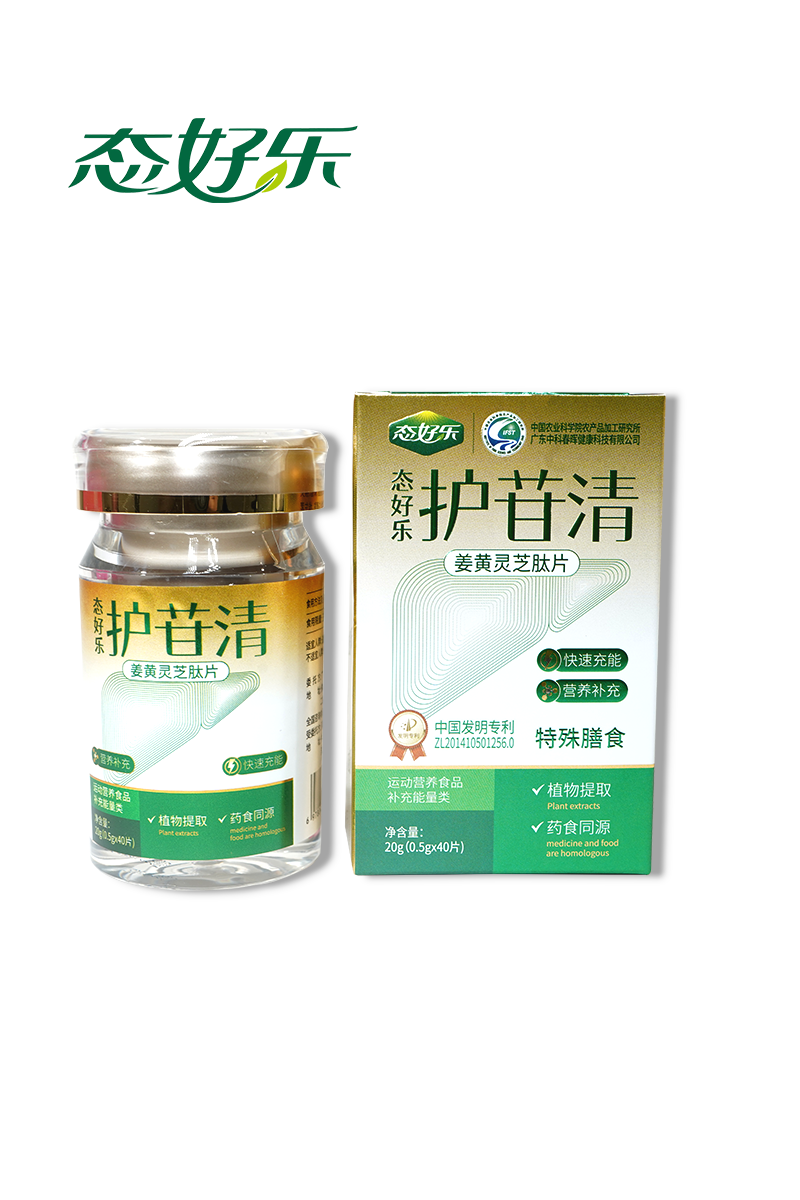 态好乐
态好乐
护苷清
姜黄灵芝肽片
营养补充
快速充能
运动营养食品
补充能量类
净含量:
20g(0.5gx40片)
植物提取
Plant extracts
药食同源
medicine and
food are homologous
态好乐
IFST
中国农业科学院农产品加工研究所
广东中科春晖健康科技有限公司
态好乐
护苷清
姜黄灵芝肽片
快速充能
营养补充
发明专利
中国发明专利
ZL201410501256.0
特殊膳食
运动营养食品
补充能量类
净含量:
20g(0.5gx40片)
植物提取
Plant extracts
药食同源
medicine and food
are homologous